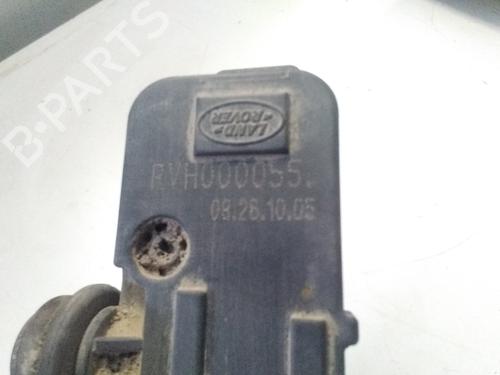 B-PARTS
LAND-
-ROVER
RVH000055.
09.26.10.05